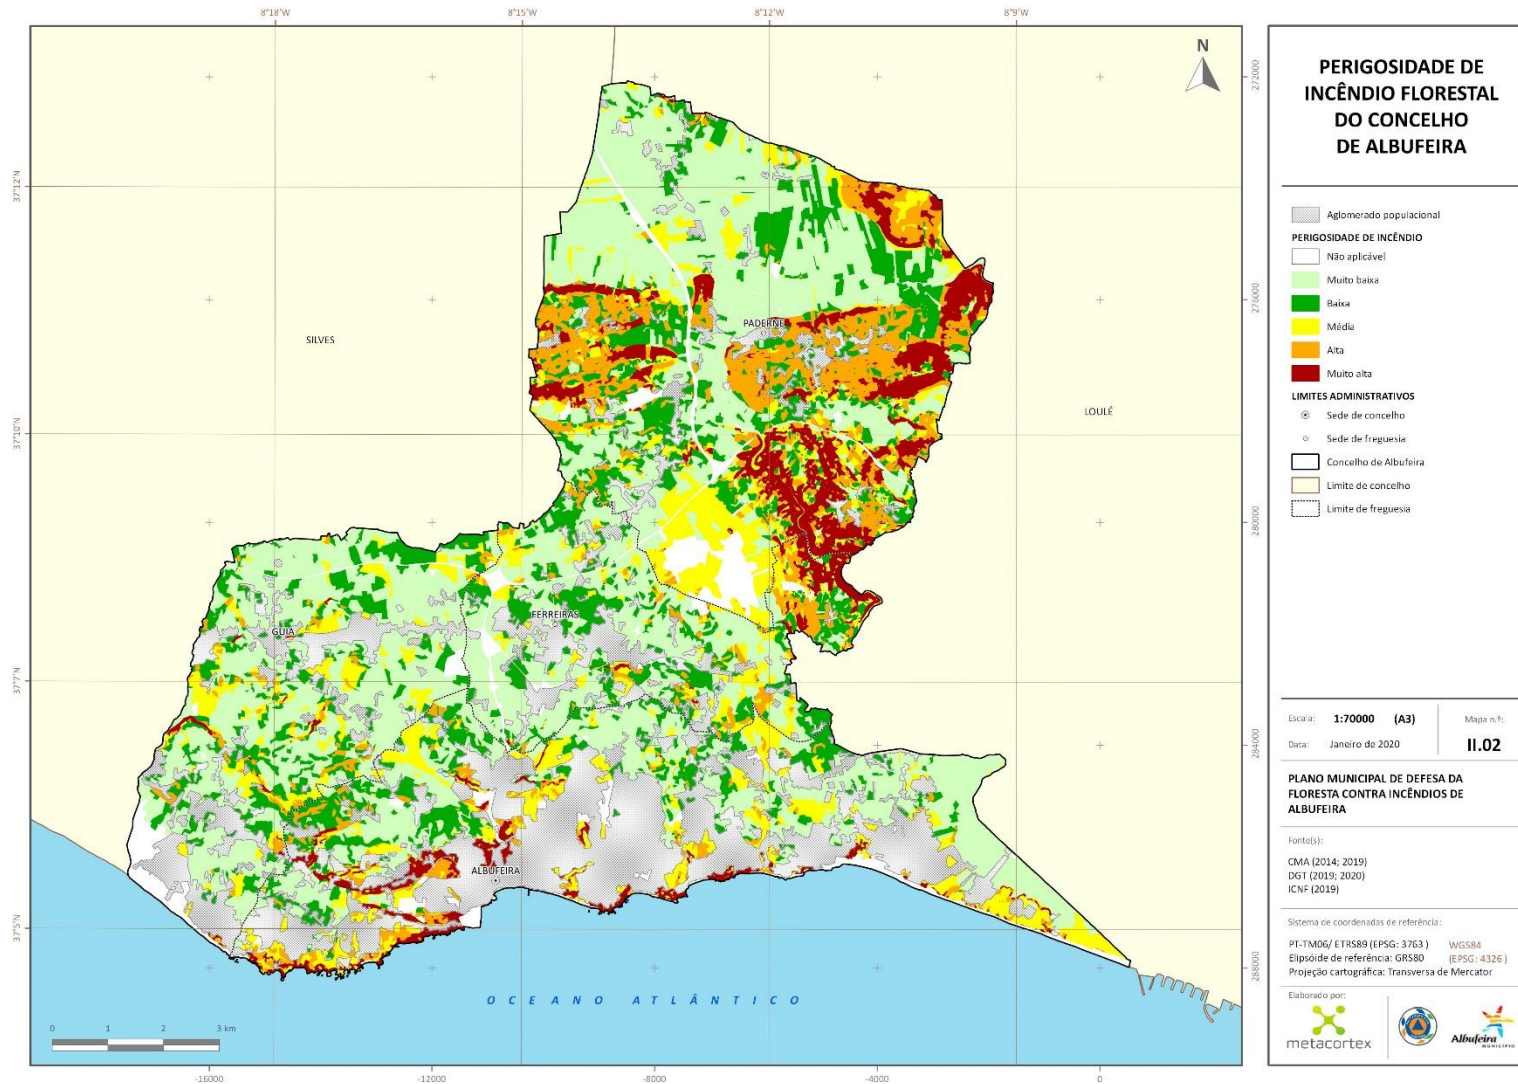 8°18'W
8°15'W
8°12'W
8°9'W
N
37°12'N
37°10'N
37°7'N
37°5'N
272000
276000
280000
284000
288000
SILVES
LOULÉ
PADERNE
FERREIRAS
GUIA
ALBUFEIRA
OCEANO ATLÂNTICO
0 1 2 3 km
-16000
-12000
-8000
-4000
0
PERIGOSIDADE DE
INCÊNDIO FLORESTAL
DO CONCELHO
DE ALBUFEIRA
Aglomerado populacional
PERIGOSIDADE DE INCÊNDIO
Não aplicável
Muito baixa
Baixa
Média
Alta
Muito alta
LIMITES ADMINISTRATIVOS
Sede de concelho
Sede de freguesia
Concelho de Albufeira
Limite de concelho
Limite de freguesia
Escala: 1:70000 (A3)
Mapa n.º:
Data: Janeiro de 2020
II.02
PLANO MUNICIPAL DE DEFESA DA
FLORESTA CONTRA INCÊNDIOS DE
ALBUFEIRA
Fonte(s):
CMA (2014; 2019)
DGT (2019; 2020)
ICNF (2019)
Sistema de coordenadas de referência:
PT-TM06/ ETRS89 (EPSG: 3763 ) WGS84
Elipsóide de referência: GRS80 (EPSG: 4326 )
Projeção cartográfica: Transversa de Mercator
Elaborado por:
metacortex
Albufeira
MUNICÍPIO